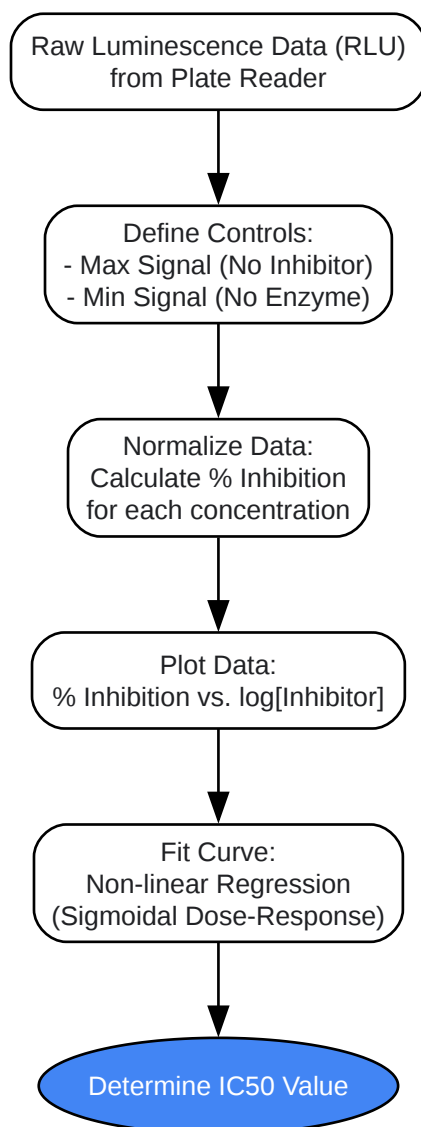 Raw Luminescence Data (RLU)
from Plate Reader
Define Controls:
- Max Signal (No Inhibitor)
- Min Signal (No Enzyme)
Normalize Data:
Calculate % Inhibition
for each concentration
Plot Data:
% Inhibition vs. log[Inhibitor]
Fit Curve:
Non-linear Regression
(Sigmoidal Dose-Response)
Determine IC50 Value